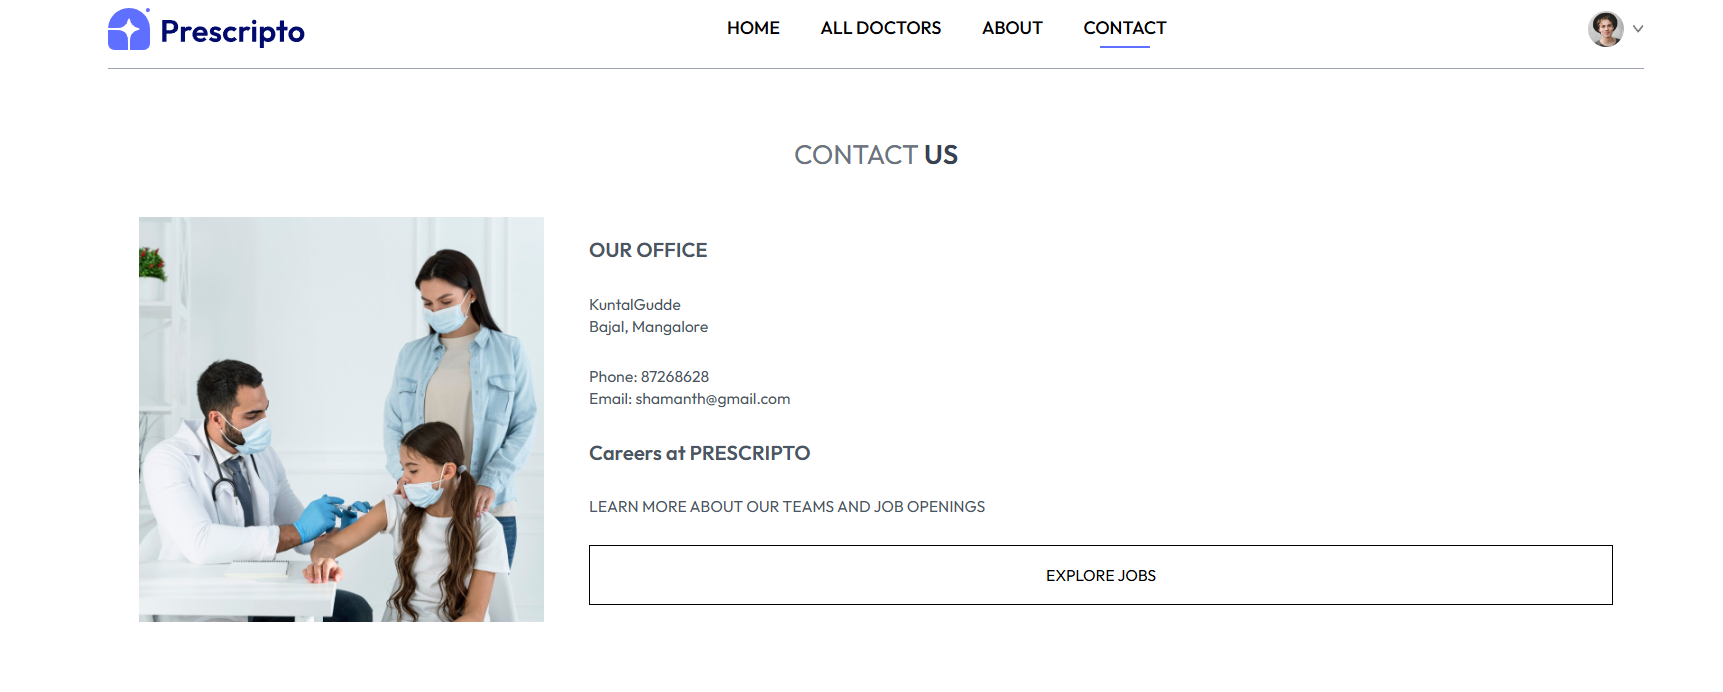 Prescripto
HOME
ALL DOCTORS
ABOUT
CONTACT
CONTACT US
OUR OFFICE
KuntalGudde
Bajal, Mangalore
Phone: 87268628
Email: shamanth@gmail.com
Careers at PRESCRIPTO
LEARN MORE ABOUT OUR TEAMS AND JOB OPENINGS
EXPLORE JOBS